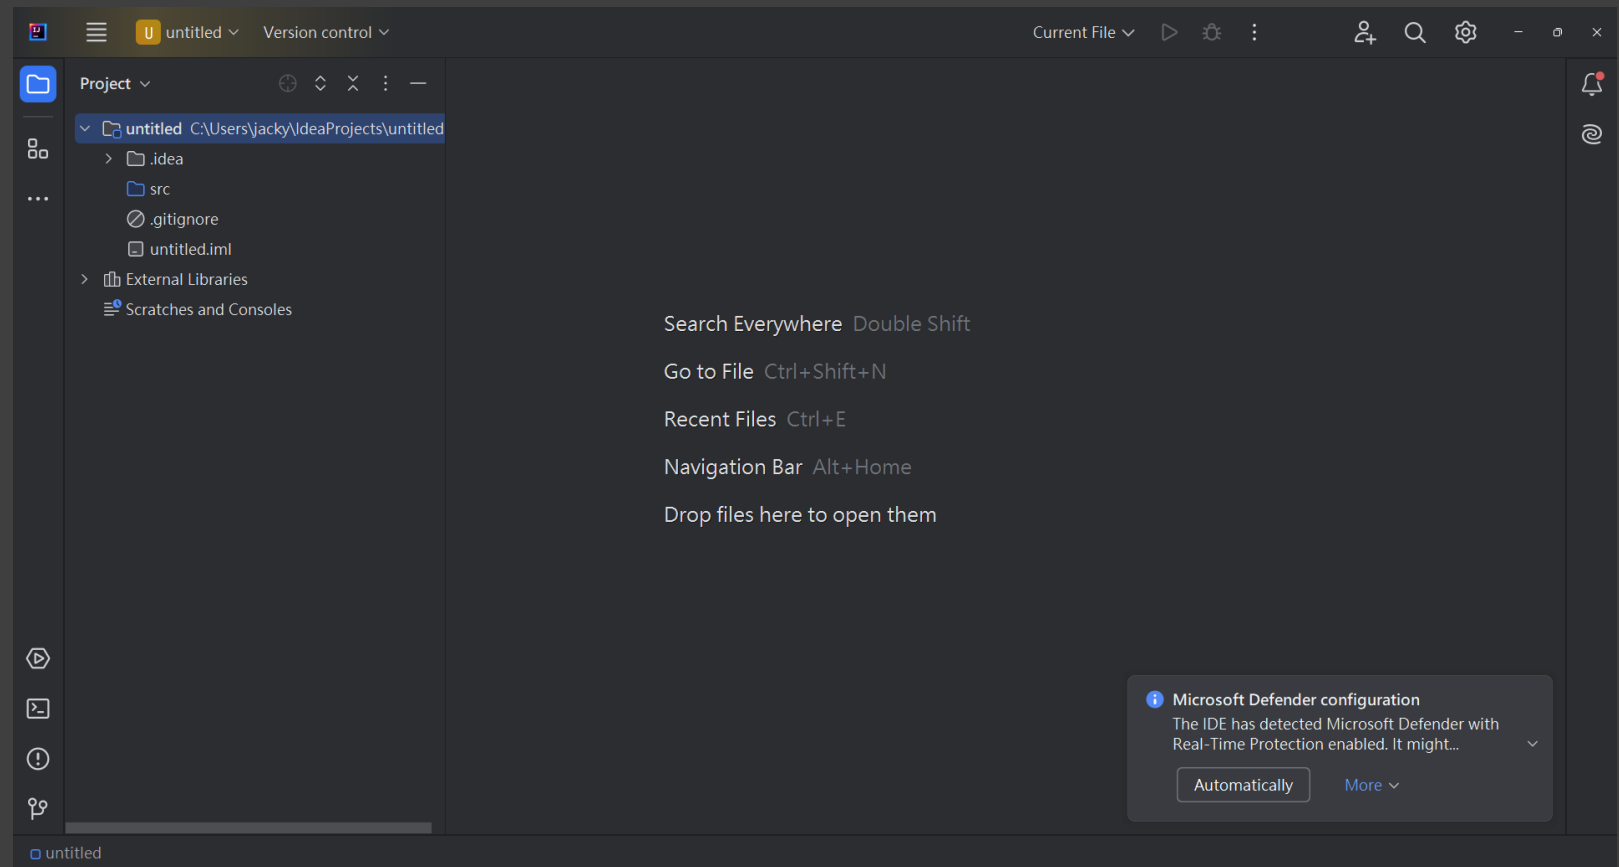 U untitled Version control Current File
Project
untitled C:\Users\jacky\IdeaProjects\untitled
.idea
src
.gitignore
untitled.iml
External Libraries
Scratches and Consoles
Search Everywhere Double Shift
Go to File Ctrl+Shift+N
Recent Files Ctrl+E
Navigation Bar Alt+Home
Drop files here to open them
Microsoft Defender configuration
The IDE has detected Microsoft Defender with
Real-Time Protection enabled. It might...
Automatically More
untitled